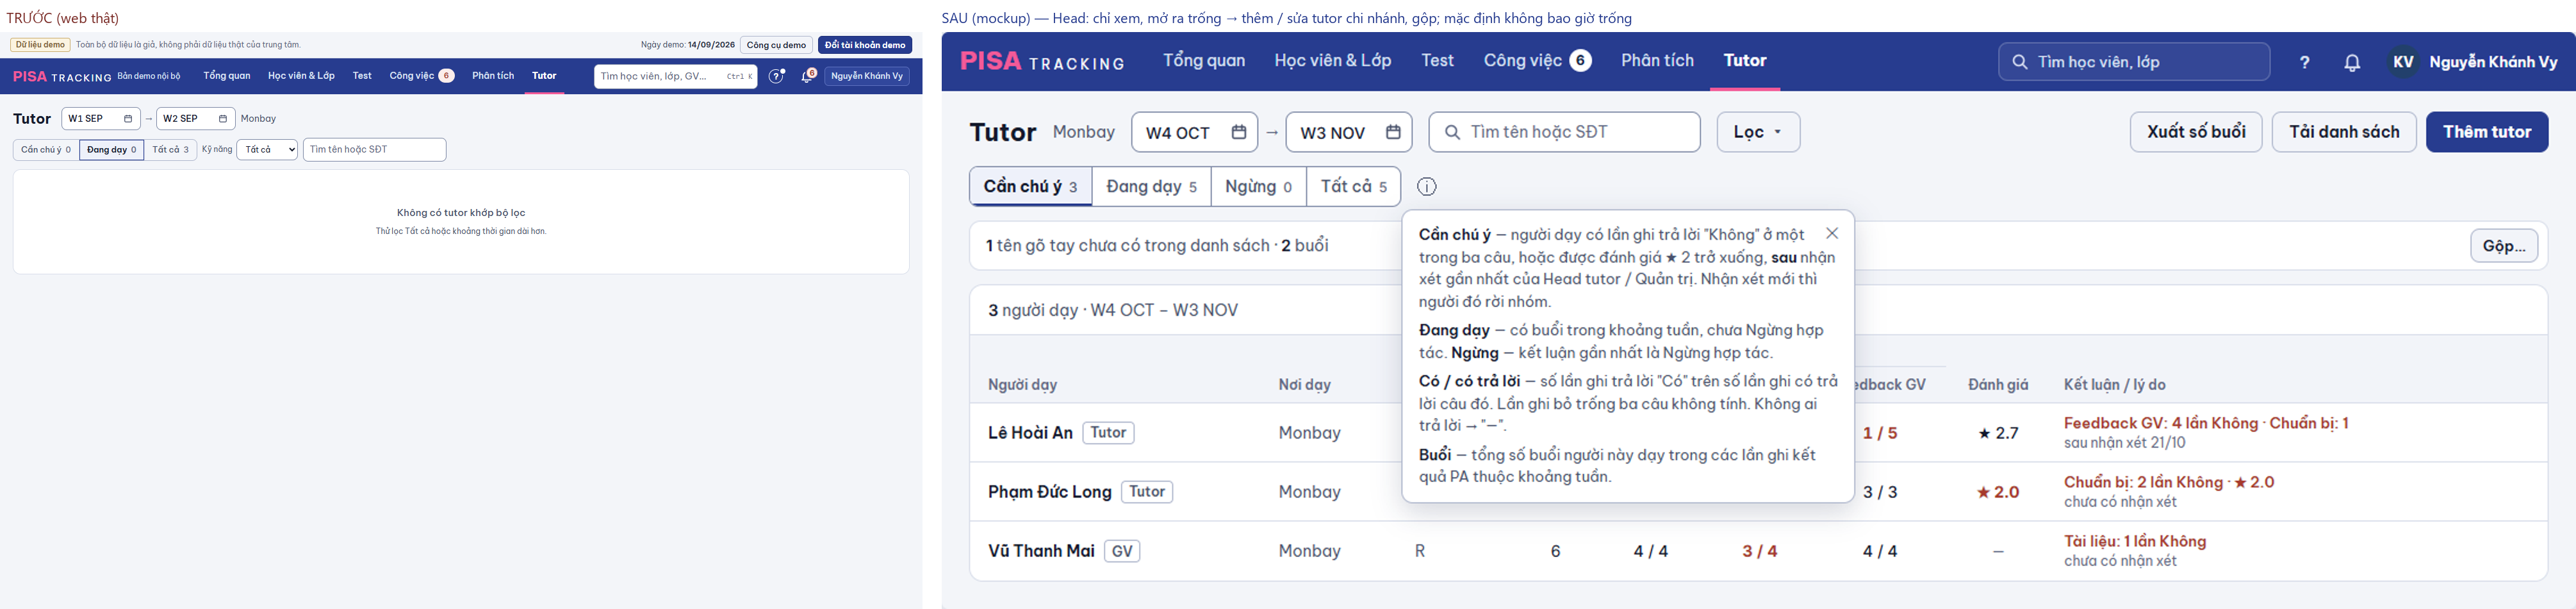 TRƯỚC (web thật)
Dữ liệu demo Toàn bộ dữ liệu là giả, không phải dữ liệu thật của trung tâm. Ngày demo: 14/09/2026 Công cụ demo Đổi tài khoản demo
PISA TRACKING Bản demo nội bộ Tổng quan Học viên & Lớp Test Công việc 6 Phân tích Tutor Tìm học viên, lớp, GV... Ctrl K ? 6 Nguyễn Khánh Vy
Tutor W1 SEP → W2 SEP Monbay
Cần chú ý 0 Đang dạy 0 Tất cả 3 Kỹ năng Tất cả Tìm tên hoặc SĐT
Không có tutor khớp bộ lọc
Thử lọc Tất cả hoặc khoảng thời gian dài hơn.
SAU (mockup) — Head: chỉ xem, mở ra trống → thêm / sửa tutor chi nhánh, gộp; mặc định không bao giờ trống
PISA TRACKING Tổng quan Học viên & Lớp Test Công việc 6 Phân tích Tutor Tìm học viên, lớp ? KV Nguyễn Khánh Vy
Tutor Monbay W4 OCT → W3 NOV Tìm tên hoặc SĐT Lọc Xuất số buổi Tải danh sách Thêm tutor
Cần chú ý 3 Đang dạy 5 Ngừng 0 Tất cả 5
1 tên gõ tay chưa có trong danh sách · 2 buổi Gộp...
Cần chú ý — người dạy có lần ghi trả lời "Không" ở một
trong ba câu, hoặc được đánh giá ★ 2 trở xuống, sau nhận
xét gần nhất của Head tutor / Quản trị. Nhận xét mới thì
người đó rời nhóm.
Đang dạy — có buổi trong khoảng tuần, chưa Ngừng hợp
tác. Ngừng — kết luận gần nhất là Ngừng hợp tác.
Có / có trả lời — số lần ghi trả lời "Có" trên số lần ghi có trả
lời câu đó. Lần ghi bỏ trống ba câu không tính. Không ai
trả lời → "—".
Buổi — tổng số buổi người này dạy trong các lần ghi kết
quả PA thuộc khoảng tuần.
3 người dạy · W4 OCT – W3 NOV
Người dạy Nơi dạy edback GV Đánh giá Kết luận / lý do
Lê Hoài An Tutor Monbay 1 / 5 ★ 2.7 Feedback GV: 4 lần Không · Chuẩn bị: 1
sau nhận xét 21/10
Phạm Đức Long Tutor Monbay 3 / 3 ★ 2.0 Chuẩn bị: 2 lần Không · ★ 2.0
chưa có nhận xét
Vũ Thanh Mai GV Monbay R 6 4 / 4 3 / 4 4 / 4 — Tài liệu: 1 lần Không
chưa có nhận xét